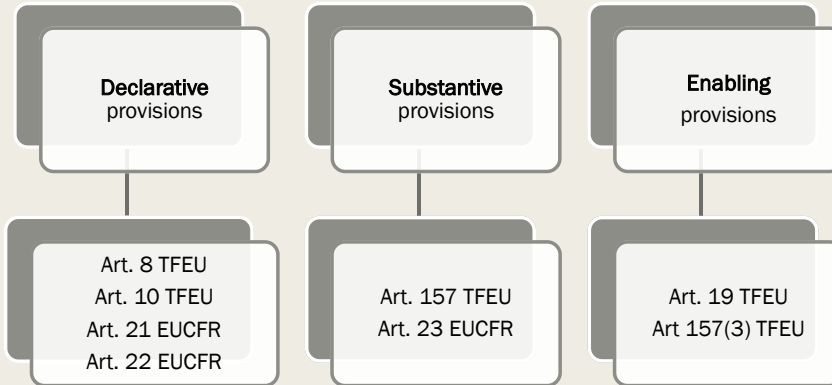 Declarative
provisions
Substantive
provisions
Enabling
provisions
Art. 8 TFEU
Art. 10 TFEU
Art. 21 EUCFR
Art. 22 EUCFR
Art. 157 TFEU
Art. 23 EUCFR
Art. 19 TFEU
Art 157(3) TFEU